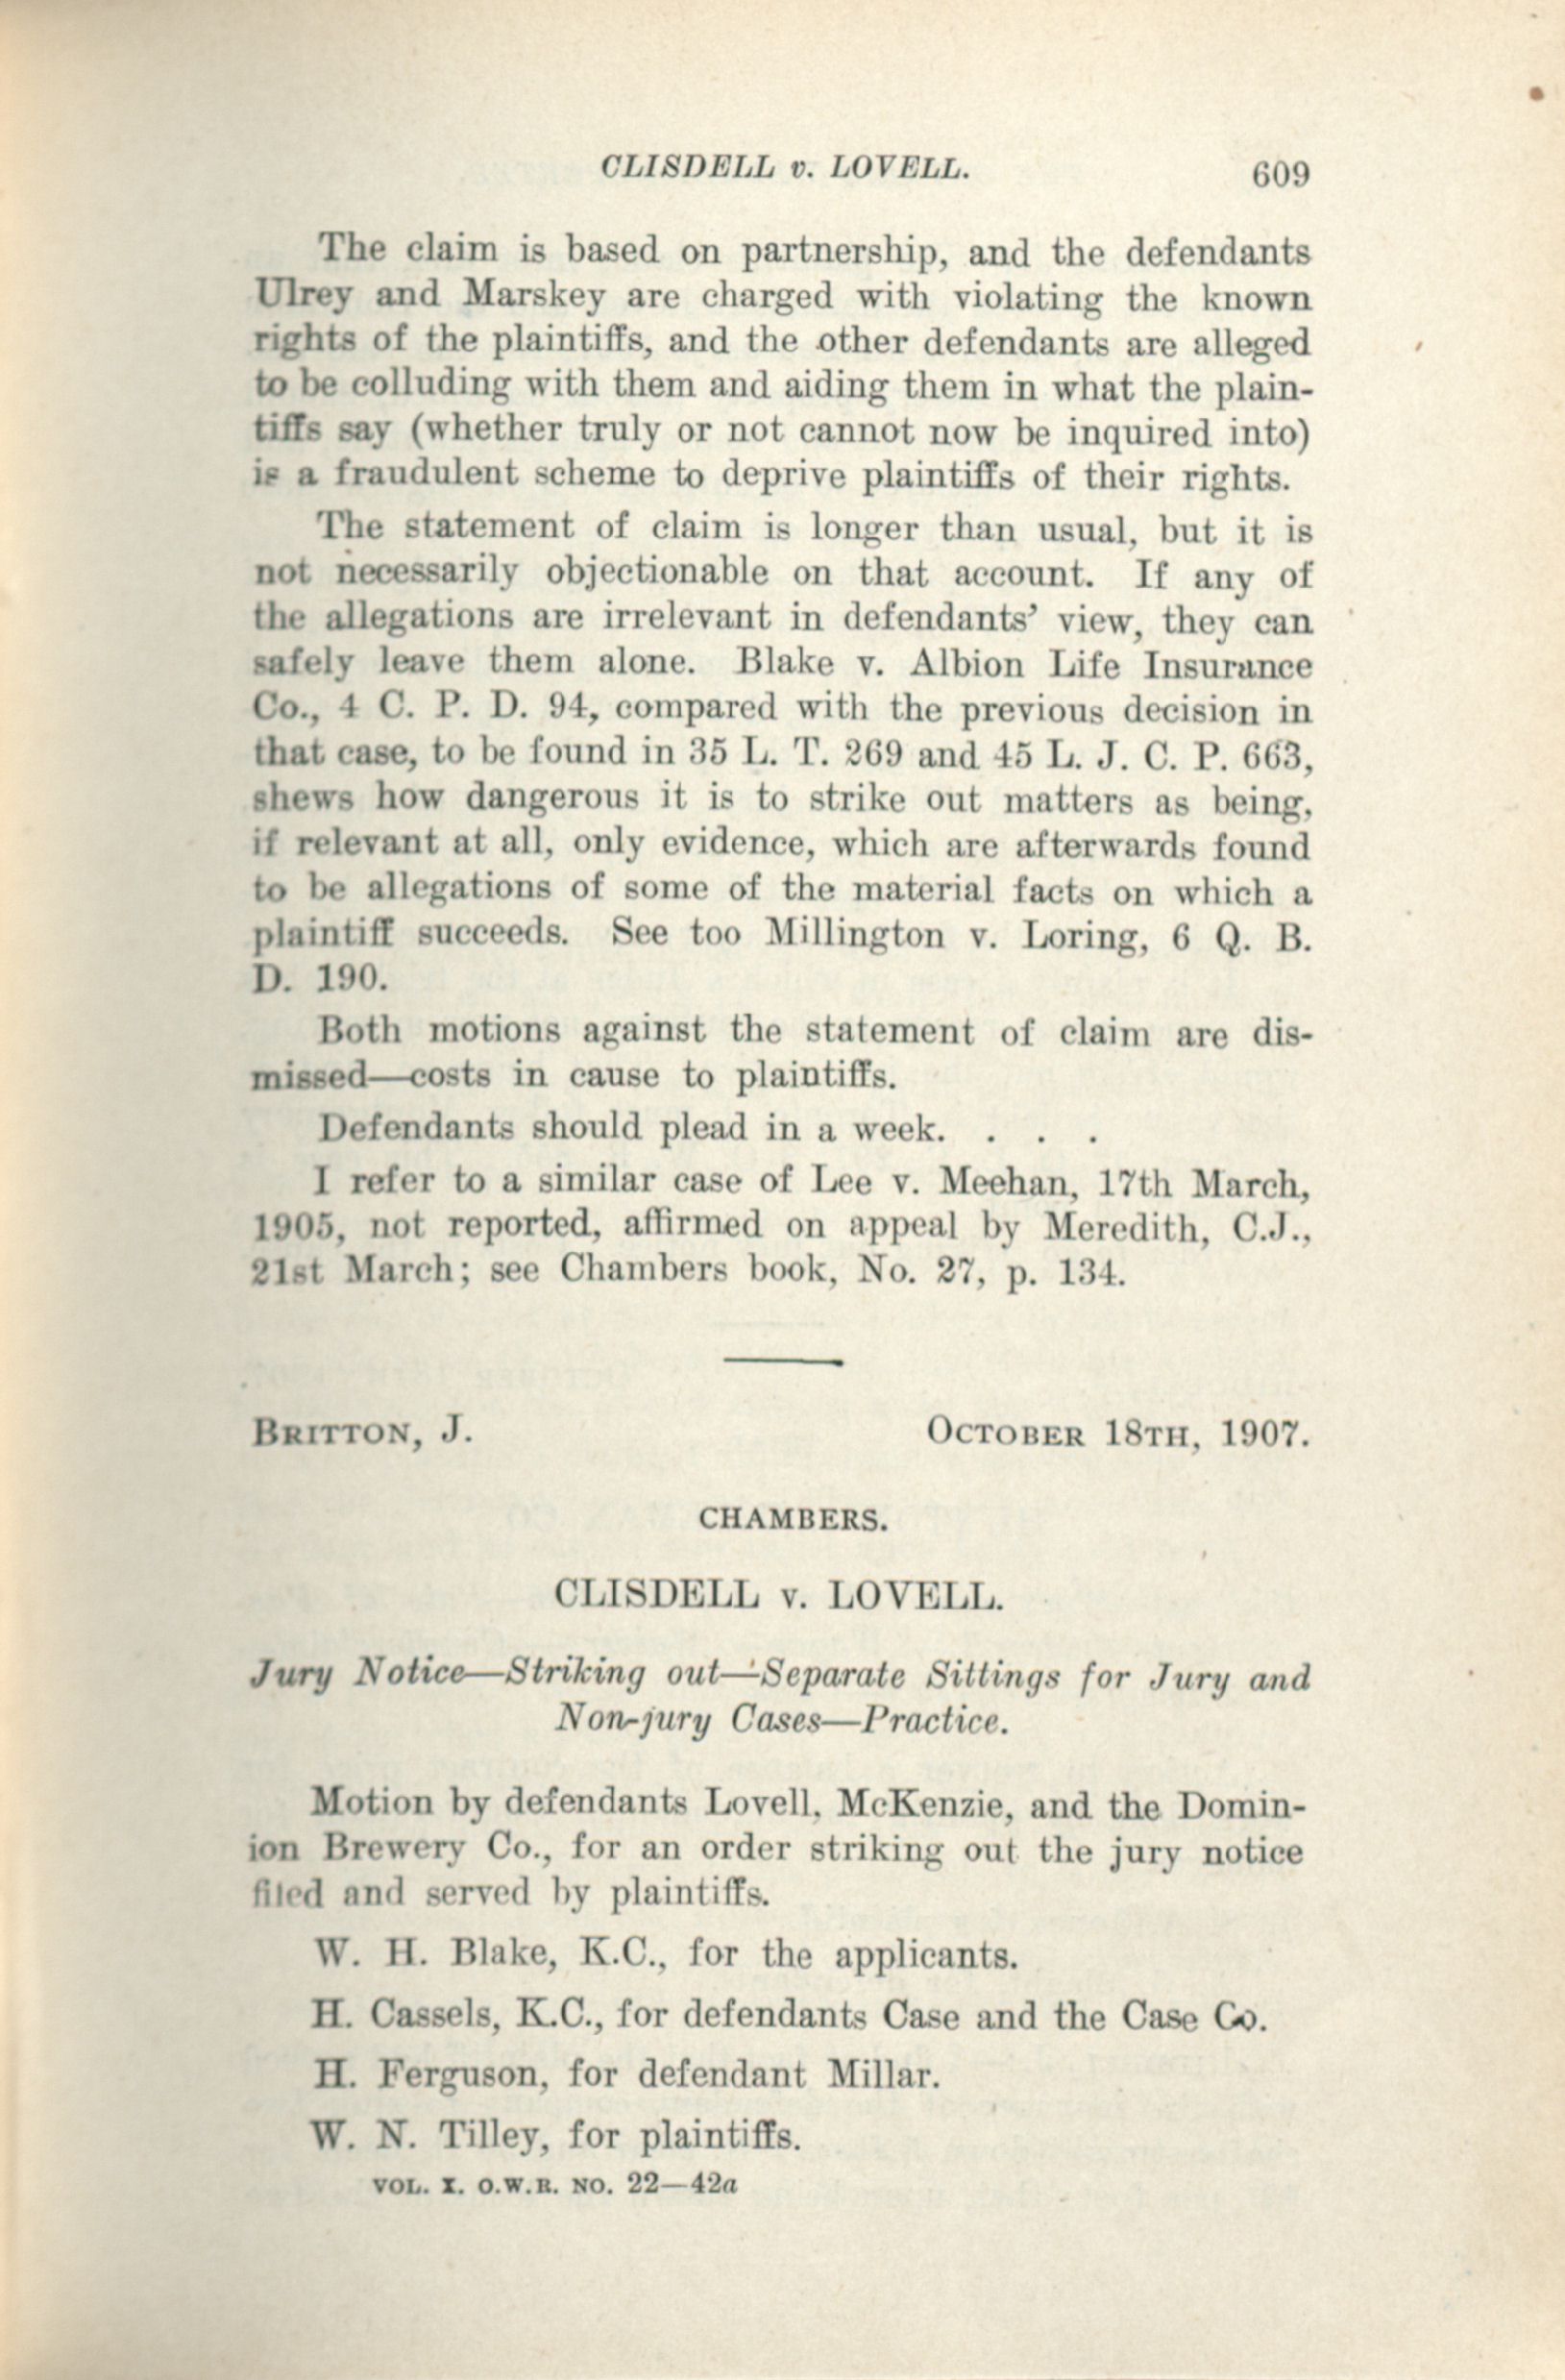 CLISDELL v. LOVELL. 609
The claim is based on partnership, and the defendants
Ulrey and Marskey are charged with violating the known
rights of the plaintiffs, and the other defendants are alleged
to be colluding with them and aiding them in what the plain-
tiffs say (whether truly or not cannot now be inquired into)
is a fraudulent scheme to deprive plaintiffs of their rights.
The statement of claim is longer than usual, but it is
not necessarily objectionable on that account. If any of
the allegations are irrelevant in defendants' view, they can
safely leave them alone. Blake v. Albion Life Insurance
Co., 4 C. P. D. 94, compared with the previous decision in
that case, to be found in 35 L. T. 269 and 45 L. J. C. P. 663,
shews how dangerous it is to strike out matters as being,
if relevant at all, only evidence, which are afterwards found
to be allegations of some of the material facts on which a
plaintiff succeeds. See too Millington v. Loring, 6 Q. B.
D. 190.
Both motions against the statement of claim are dis-
missed—costs in cause to plaintiffs.
Defendants should plead in a week. . . .
I refer to a similar case of Lee v. Meehan, 17th March,
1905, not reported, affirmed on appeal by Meredith, C.J.,
21st March; see Chambers book, No. 27, p. 134.
BRITTON, J. OCTOBER 18TH, 1907.
CHAMBERS.
CLISDELL v. LOVELL.
Jury Notice—Striking out—Separate Sittings for Jury and
Non-jury Cases—Practice.
Motion by defendants Lovell, McKenzie, and the Domin-
ion Brewery Co., for an order striking out the jury notice
filed and served by plaintiffs.
W. H. Blake, K.C., for the applicants.
H. Cassels, K.C., for defendants Case and the Case Co.
H. Ferguson, for defendant Millar.
W. N. Tilley, for plaintiffs.
VOL. X. O.W.R. NO. 22—42a